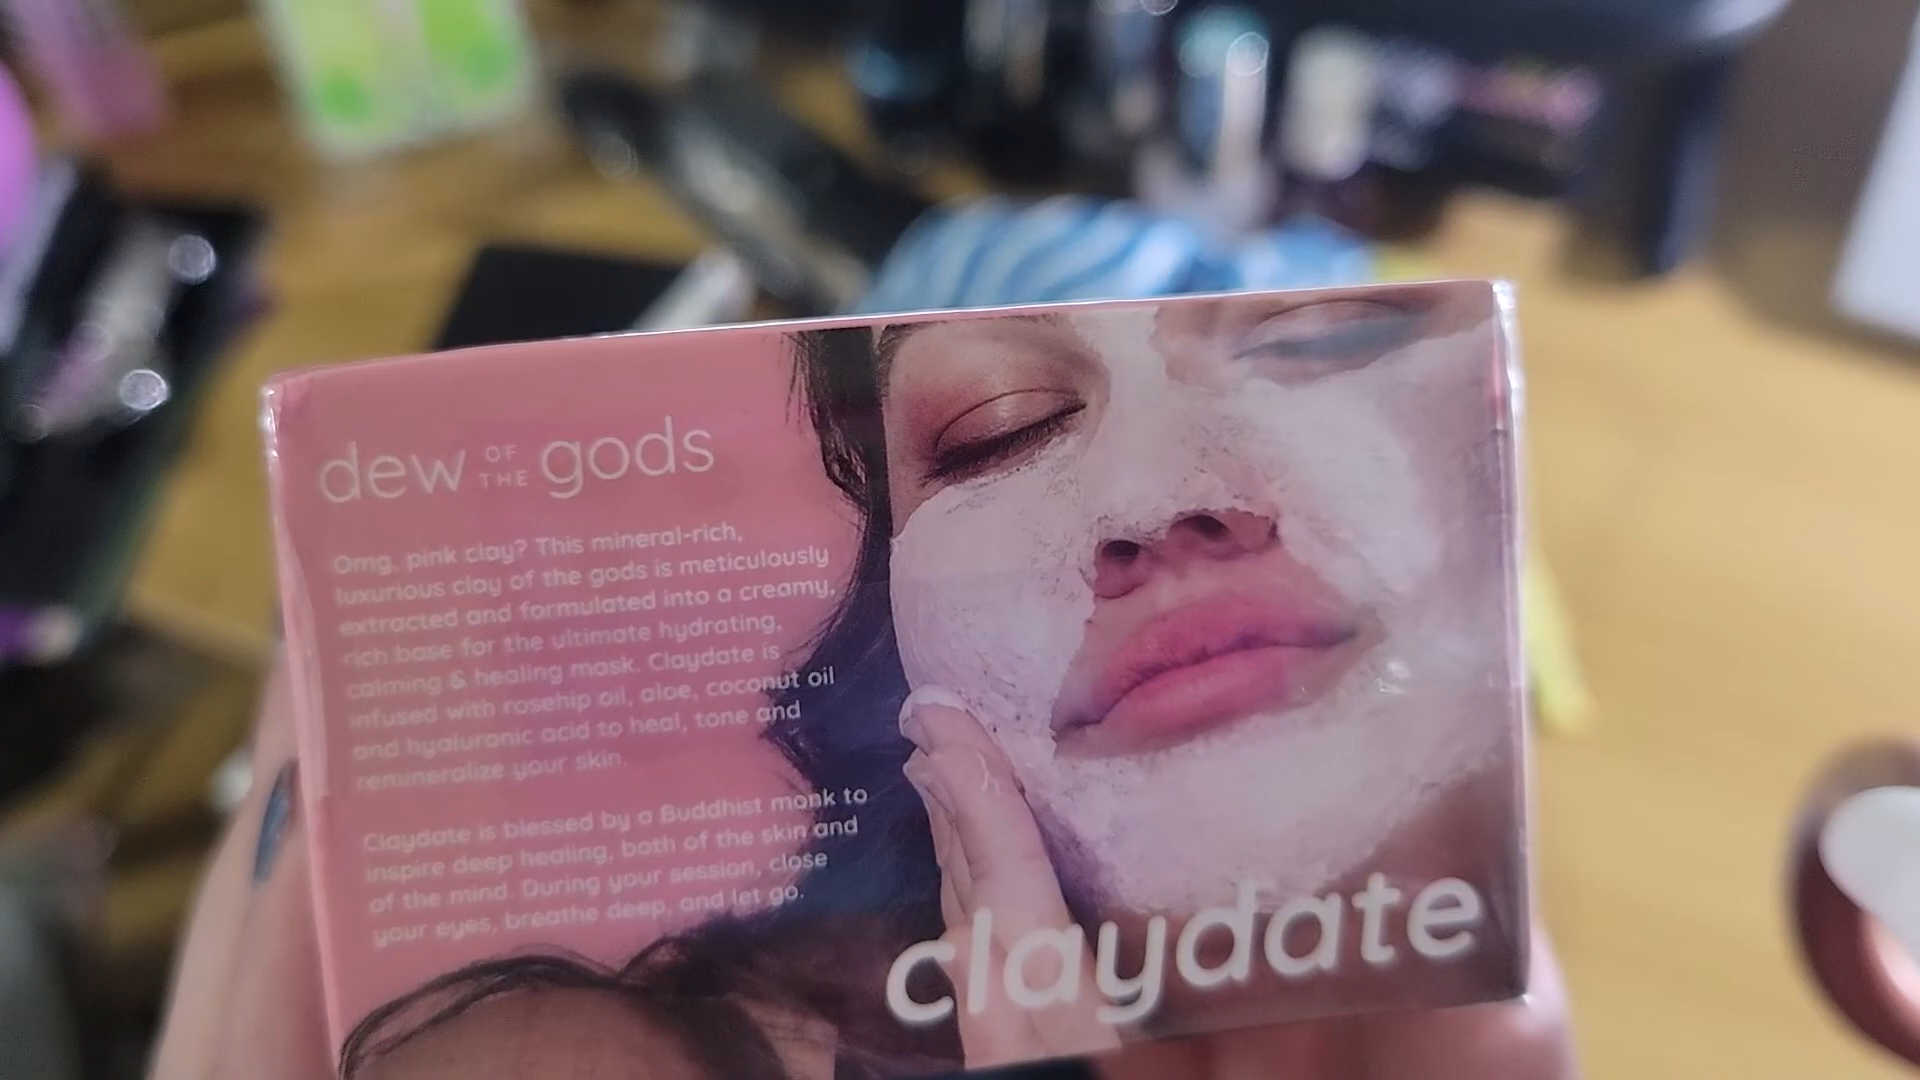 dew OF THE gods
Omg, pink clay? This mineral-rich,
luxurious clay of the gods is meticulously
extracted and formulated into a creamy,
rich base for the ultimate hydrating,
calming & healing mask. Claydate is
infused with rosehip oil, aloe, coconut oil
and hyaluronic acid to heal, tone and
remineralize your skin.
Claydate is blessed by a Buddhist monk to
inspire deep healing, both of the skin and
of the mind. During your session, close
your eyes, breathe deep, and let go.
claydate